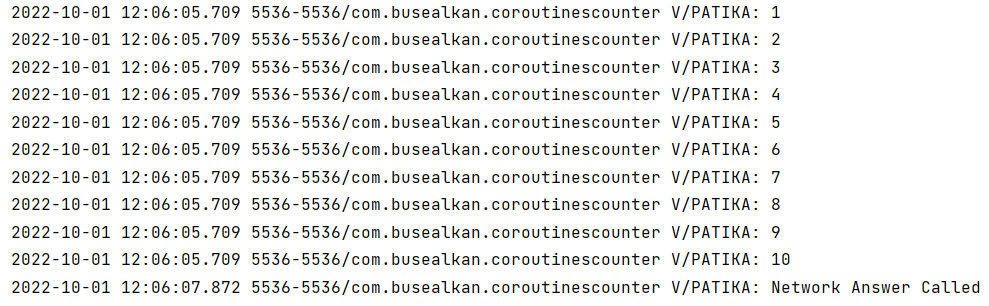 2022-10-01 12:06:05.709 5536-5536/com.busealkan.coroutinescounter V/PATIKA: 1
2022-10-01 12:06:05.709 5536-5536/com.busealkan.coroutinescounter V/PATIKA: 2
2022-10-01 12:06:05.709 5536-5536/com.busealkan.coroutinescounter V/PATIKA: 3
2022-10-01 12:06:05.709 5536-5536/com.busealkan.coroutinescounter V/PATIKA: 4
2022-10-01 12:06:05.709 5536-5536/com.busealkan.coroutinescounter V/PATIKA: 5
2022-10-01 12:06:05.709 5536-5536/com.busealkan.coroutinescounter V/PATIKA: 6
2022-10-01 12:06:05.709 5536-5536/com.busealkan.coroutinescounter V/PATIKA: 7
2022-10-01 12:06:05.709 5536-5536/com.busealkan.coroutinescounter V/PATIKA: 8
2022-10-01 12:06:05.709 5536-5536/com.busealkan.coroutinescounter V/PATIKA: 9
2022-10-01 12:06:05.709 5536-5536/com.busealkan.coroutinescounter V/PATIKA: 10
2022-10-01 12:06:07.872 5536-5536/com.busealkan.coroutinescounter V/PATIKA: Network Answer Called